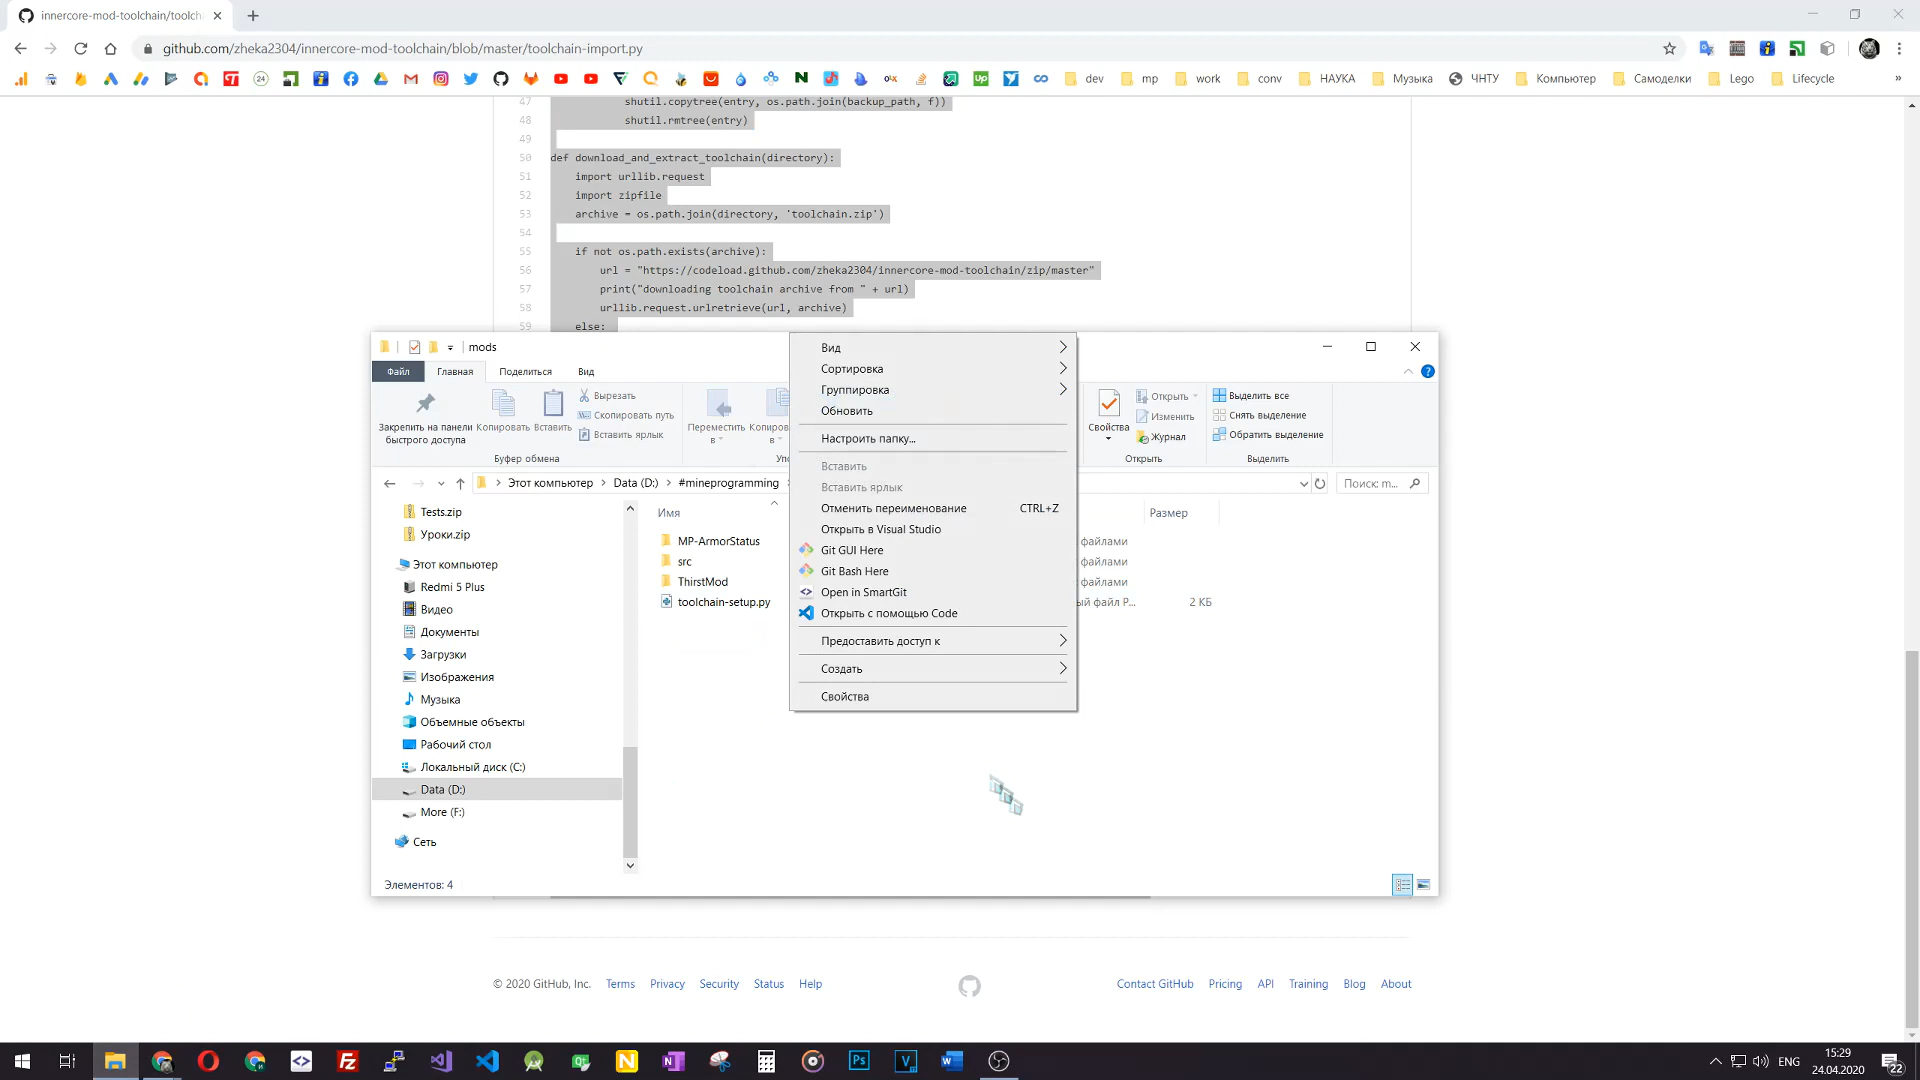 innercore-mod-toolchain/toolch
github.com/zheka2304/innercore-mod-toolchain/blob/master/toolchain-import.py
dev
mp
work
conv
НАУКА
Музыка
ЧНТУ
Компьютер
Самоделки
Lego
Lifecycle
47 shutil.copytree(entry, os.path.join(backup_path, f))
48 shutil.rmtree(entry)
49
50 def download_and_extract_toolchain(directory):
51 import urllib.request
52 import zipfile
53 archive = os.path.join(directory, 'toolchain.zip')
54
55 if not os.path.exists(archive):
56 url = "https://codeload.github.com/zheka2304/innercore-mod-toolchain/zip/master"
57 print("downloading toolchain archive from " + url)
58 urllib.request.urlretrieve(url, archive)
59 else:
mods
Файл Главная Поделиться Вид
Закрепить на панели быстрого доступа
Копировать
Вставить
Вырезать
Скопировать путь
Вставить ярлык
Буфер обмена
Переместить в
Копировать
в
Упо
Свойства
Открыть
Изменить
Журнал
Открыть
Выделить все
Снять выделение
Обратить выделение
Выделить
Этот компьютер
Data (D:)
#mineprogramming
Поиск: m...
Tests.zip
Уроки.zip
Этот компьютер
Redmi 5 Plus
Видео
Документы
Загрузки
Изображения
Музыка
Объемные объекты
Рабочий стол
Локальный диск (C:)
Data (D:)
More (F:)
Сеть
Имя
Размер
MP-ArmorStatus
файлами
src
файлами
ThirstMod
файлами
toolchain-setup.py
ый файл P...
2 КБ
Вид
Сортировка
Группировка
Обновить
Настроить папку...
Вставить
Вставить ярлык
Отменить переименование CTRL+Z
Открыть в Visual Studio
Git GUI Here
Git Bash Here
Open in SmartGit
Открыть с помощью Code
Предоставить доступ к
Создать
Свойства
Элементов: 4
© 2020 GitHub, Inc. Terms Privacy Security Status Help
Contact GitHub Pricing API Training Blog About
ENG
15:29
24.04.2020
22